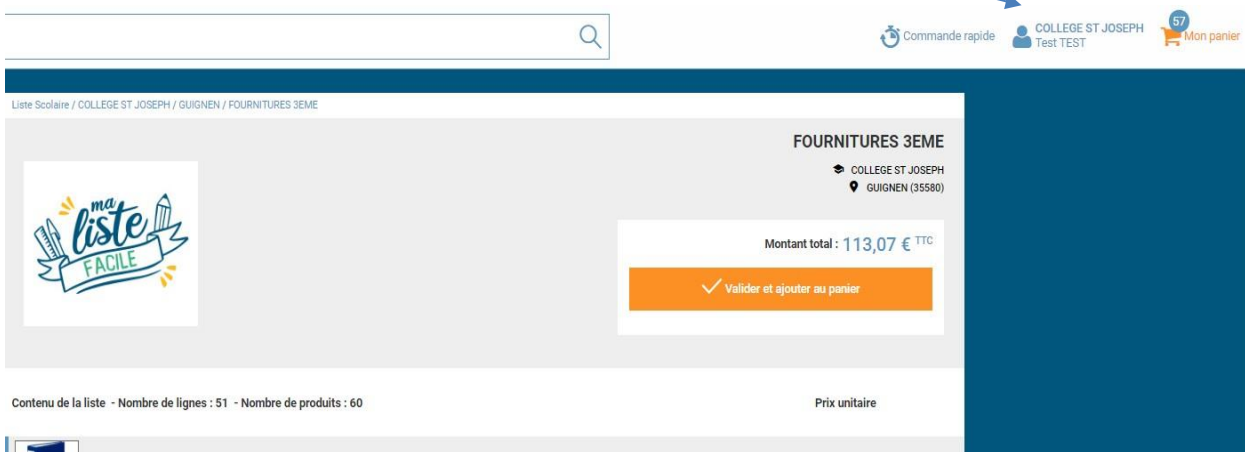 57
Commande rapide
COLLEGE ST JOSEPH
Test TEST
Mon panier
Liste Scolaire / COLLEGE ST JOSEPH / GUIGNEN / FOURNITURES 3EME
FOURNITURES 3EME
COLLEGE ST JOSEPH
GUIGNEN (35580)
ma
liste
FACILE
Montant total : 113,07 € TTC
Valider et ajouter au panier
Contenu de la liste - Nombre de lignes : 51 - Nombre de produits : 60
Prix unitaire